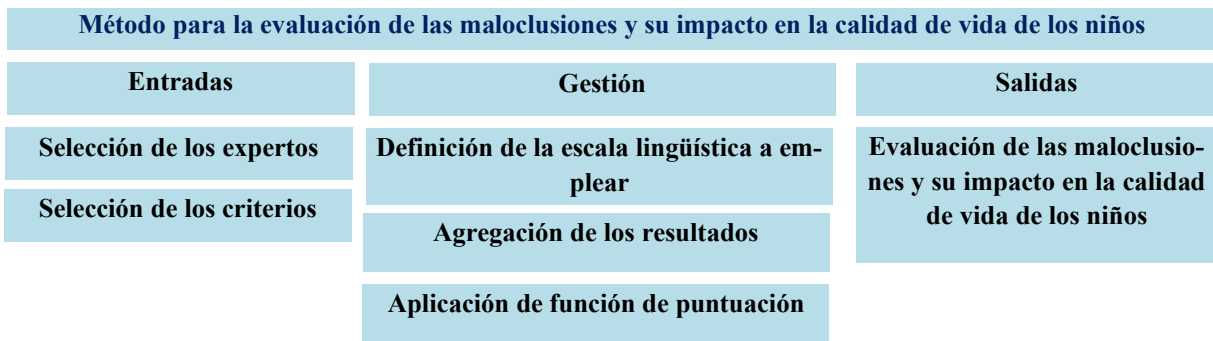 Método para la evaluación de las maloclusiones y su impacto en la calidad de vida de los niños
Entradas
Selección de los expertos
Selección de los criterios
Gestión
Definición de la escala lingüística a em-
plear
Agregación de los resultados
Aplicación de función de puntuación
Salidas
Evaluación de las maloclusio-
nes y su impacto en la calidad
de vida de los niños